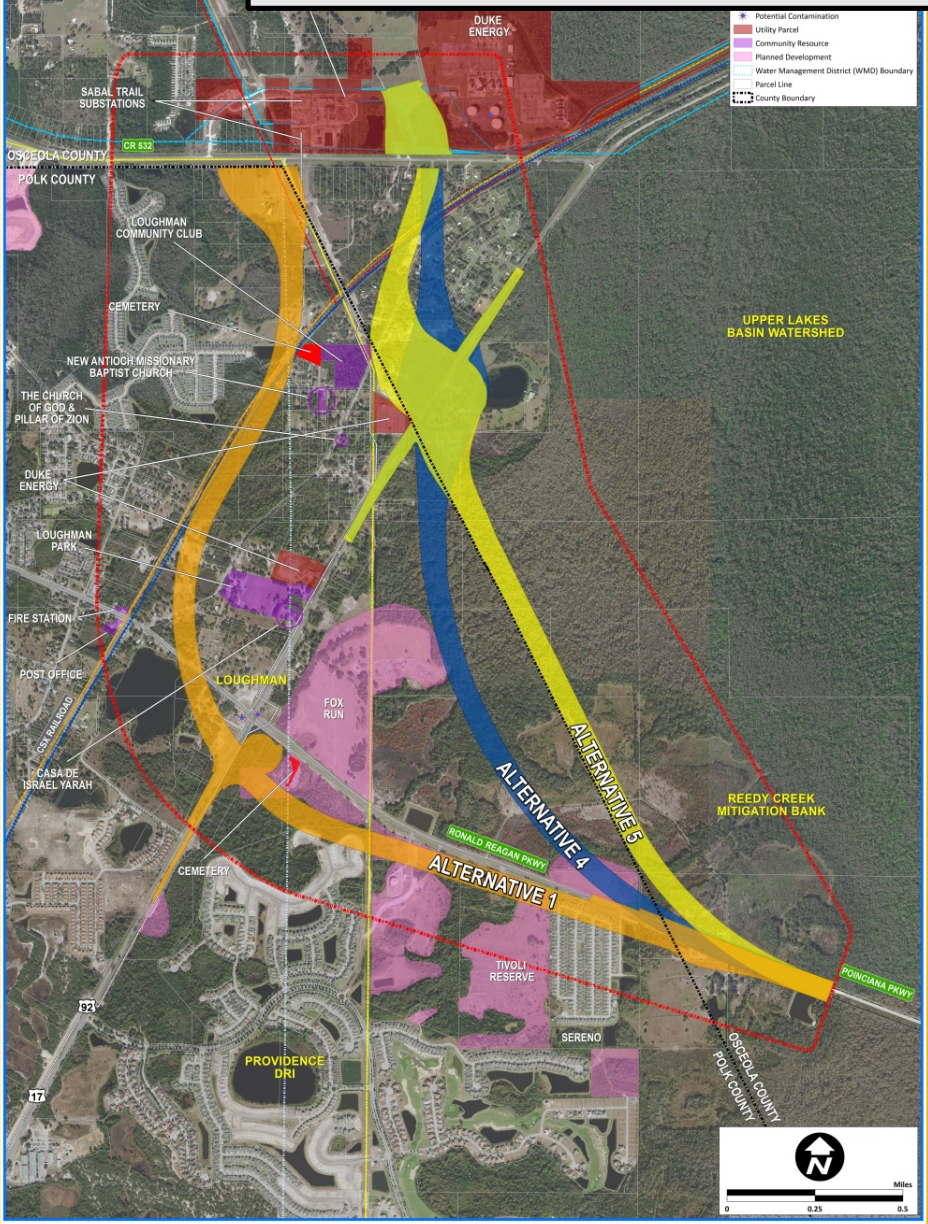 DUKE
ENERGY
Potential Contamination
Utility Parcel
Community Resource
Planned Development
Water Management District (WMD) Boundary
Parcel Line
County Boundary
SABAL TRAIL
SUBSTATIONS
CR 532
OSCEOLA COUNTY
POLK COUNTY
LOUGHMAN
COMMUNITY CLUB
CEMETERY
NEW ANTIOCH MISSIONARY
BAPTIST CHURCH
THE CHURCH
OF GOD &
PILLAR OF ZION
DUKE
ENERGY
LOUGHMAN
PARK
FIRE STATION
POST OFFICE
CSX RAILROAD
CASA DE
ISRAEL YARAH
LOUGHMAN
FOX
RUN
UPPER LAKES
BASIN WATERSHED
REEDY CREEK
MITIGATION BANK
ALTERNATIVE 5
ALTERNATIVE 4
RONALD REAGAN PKWY
ALTERNATIVE 1
CEMETERY
TIVOLI
RESERVE
SERENO
POINCIANA PKWY
OSCEOLA COUNTY
POLK COUNTY
92
17
PROVIDENCE
DRI
N
Miles
0
0.25
0.5